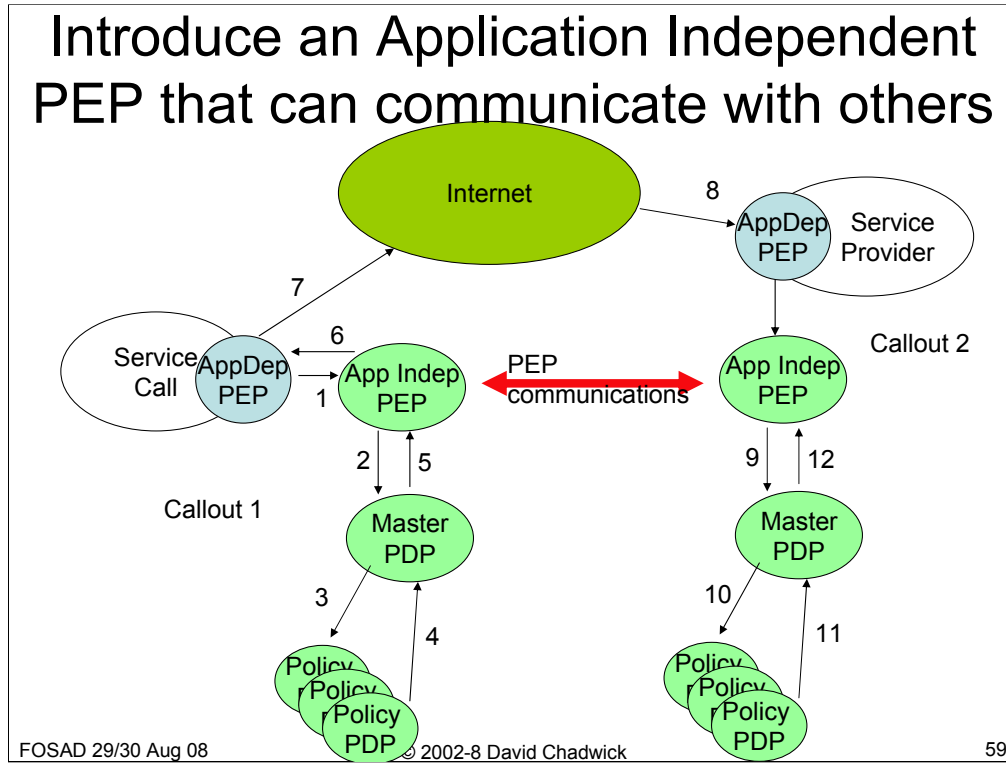 Introduce an Application Independent
PEP that can communicate with others
Internet
8
AppDep
PEP
Service
Provider
7
6
Service
Call
AppDep
PEP
1
App Indep
PEP
PEP
communications
App Indep
PEP
Callout 2
2
5
9
12
Callout 1
Master
PDP
Master
PDP
3
4
10
11
Policy
Policy
Policy
PDP
Policy
Policy
Policy
PDP
FOSAD 29/30 Aug 08
© 2002-8 David Chadwick
59